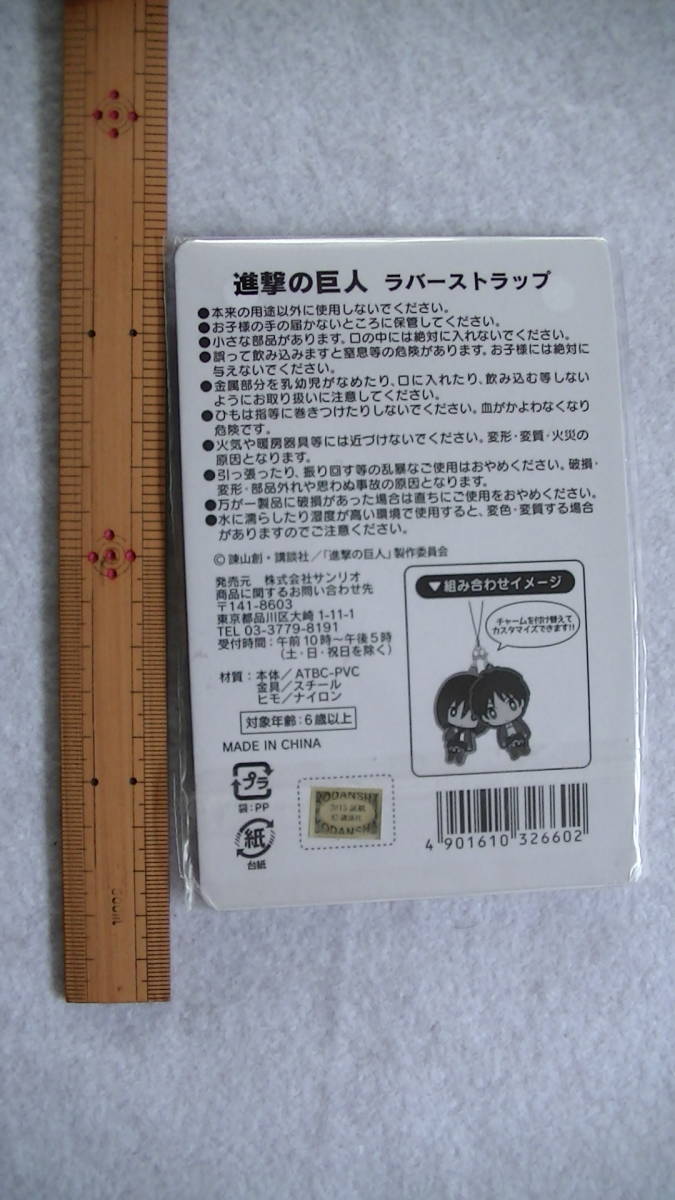 進撃の巨人 ラバーストラップ
●本来の用途以外に使用しないでください。
●お子様の手の届かないところに保管してください。
●小さな部品があります。口の中には絶対に入れないでください。
●誤って飲み込みますと窒息等の危険があります。お子様には絶対に
与えないでください。
●金属部分を乳幼児がなめたり、口に入れたり、飲み込む等しない
ようにお取り扱いに注意してください。
●ひもは指等に巻きつけたりしないでください。血がかよわなくなり
危険です。
●火気や暖房器具等には近づけないでください。変形・変質・火災の
原因となります。
●引っ張ったり、振り回す等の乱暴なご使用はおやめください。破損・
変形・部品外れや思わぬ事故の原因となります。
●万が一製品に破損があった場合は直ちにご使用をおやめください。
●水に濡らしたり湿度が高い環境で使用すると、変色・変質する場合
がありますのでご注意ください。
© 諫山創・講談社/「進撃の巨人」製作委員会
発売元 株式会社サンリオ
商品に関するお問い合わせ先
〒141-8603
東京都品川区大崎 1-11-1
TEL 03-3779-8191
受付時間:午前10時~午後5時
(土・日・祝日を除く)
材質:本体/ATBC-PVC
金具/スチール
ヒモ/ナイロン
対象年齢:6歳以上
MADE IN CHINA
プラ
袋:PP
紙
台紙
▼組み合わせイメージ
チャームを付け替えて
カスタマイズできます!!
ODANSH
ODANSH
4 901610 326602